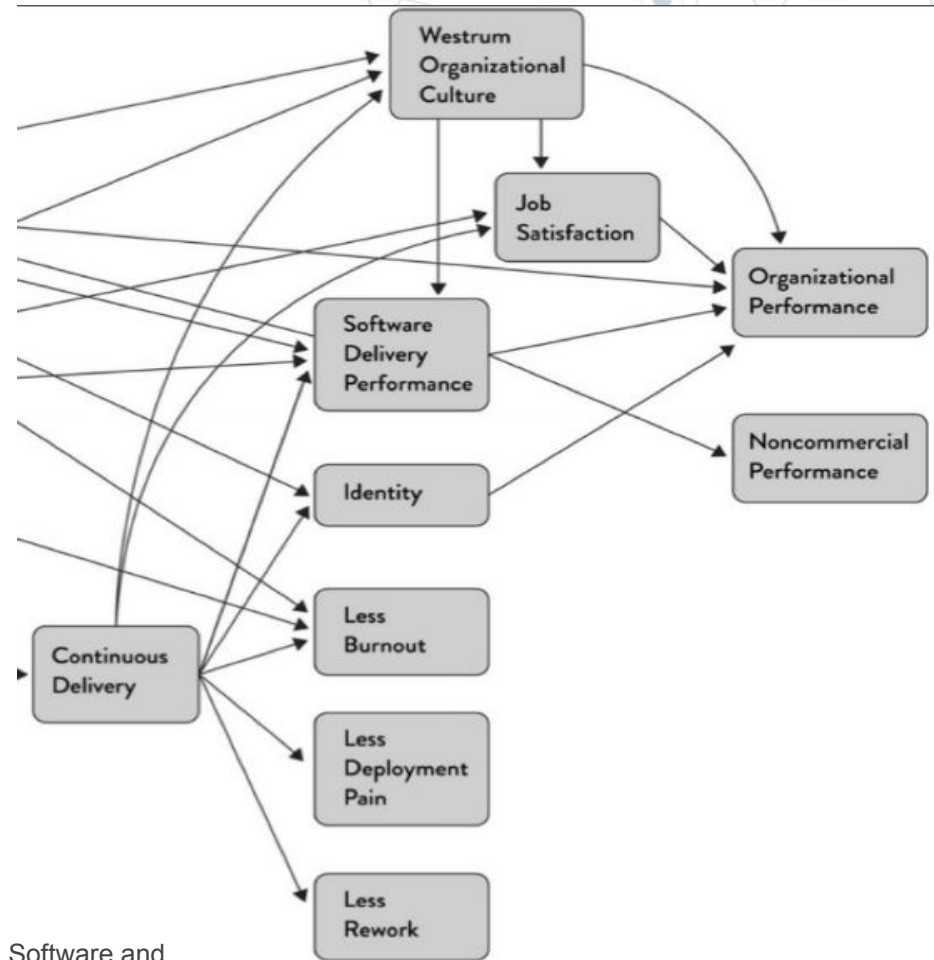 Westrum
Organizational
Culture
Job
Satisfaction
Organizational
Performance
Software
Delivery
Performance
Noncommercial
Performance
Identity
Less
Burnout
Continuous
Delivery
Less
Deployment
Pain
Less
Rework
Software and